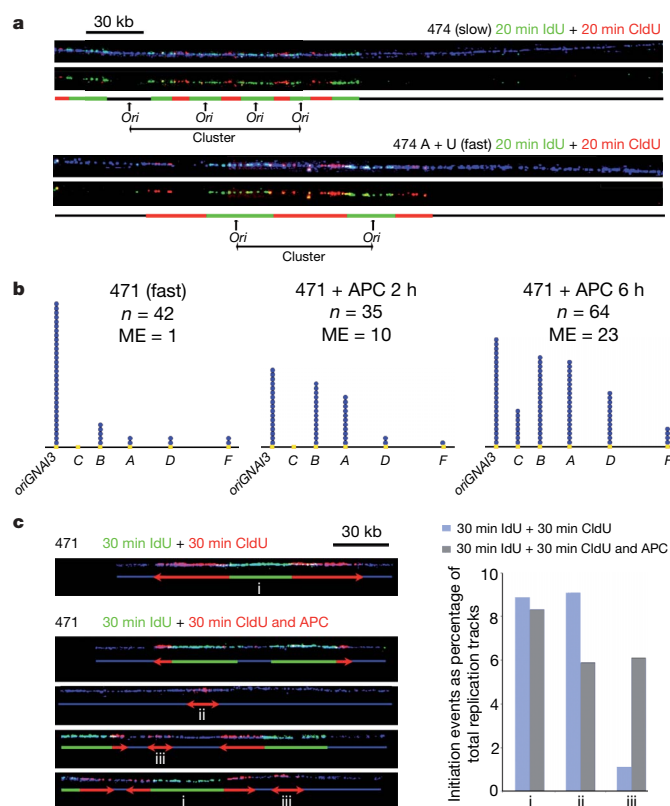 a
30 kb
474 (slow) 20 min IdU + 20 min CldU
Ori Ori Ori Ori
Cluster
474 A + U (fast) 20 min IdU + 20 min CldU
Ori Ori
Cluster
b
471 (fast)
n = 42
ME = 1
471 + APC 2 h
n = 35
ME = 10
471 + APC 6 h
n = 64
ME = 23
oriGNAI3 C B A D F
oriGNAI3 C B A D F
oriGNAI3 C B A D F
c
471 30 min IdU + 30 min CldU
30 kb
i
471 30 min IdU + 30 min CldU and APC
ii
iii
i iii
30 min IdU + 30 min CldU
30 min IdU + 30 min CldU and APC
Initiation events as percentage of
total replication tracks
10
8
6
4
2
0
i ii iii